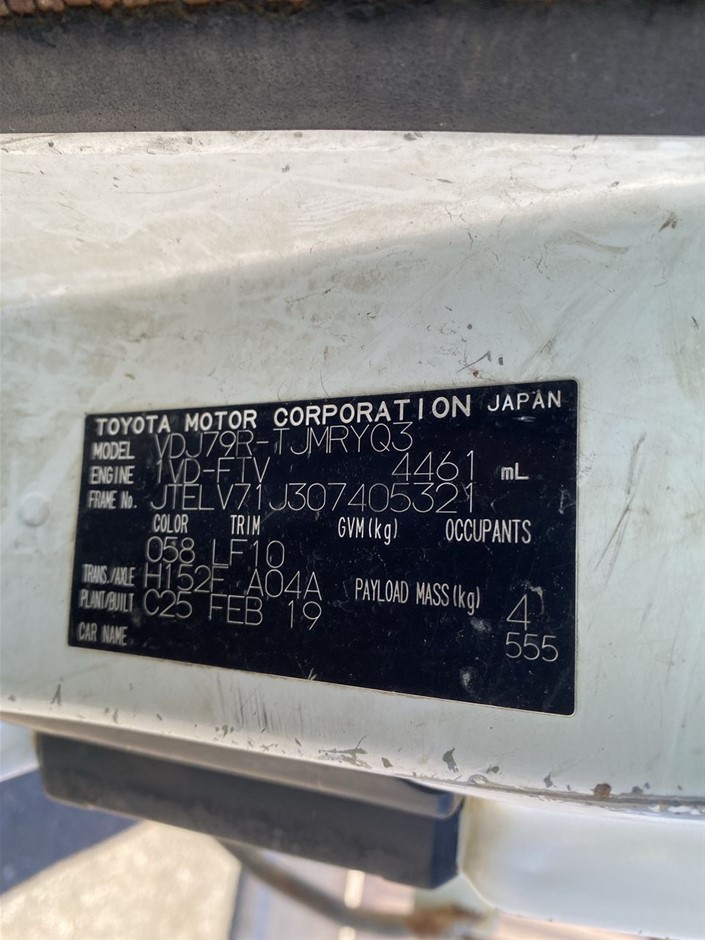 TOYOTA MOTOR CORPORATION JAPAN
MODEL VDJ79R-TJMRYQ3
ENGINE 1VD-FTV 4461 mL
FRAME No. JTELV71J307405321
COLOR TRIM GVM(kg) OCCUPANTS
058 LF10
TRANS./AXLE H152F A04A PAYLOAD MASS(kg) 4
PLANT/BUILT C25 FEB 19 555
CAR NAME